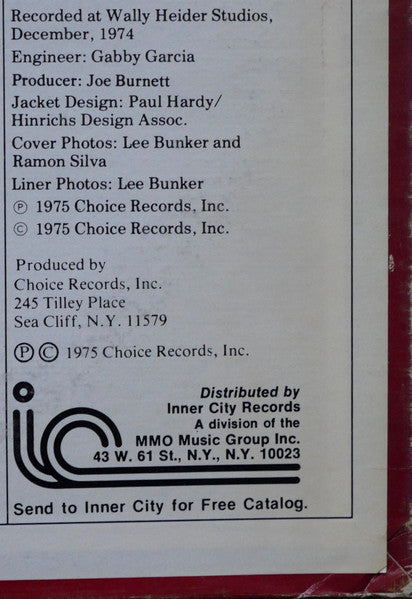 Recorded at Wally Heider Studios,
December, 1974
Engineer: Gabby Garcia
Producer: Joe Burnett
Jacket Design: Paul Hardy/
Hinrichs Design Assoc.
Cover Photos: Lee Bunker and
Ramon Silva
Liner Photos: Lee Bunker
℗ 1975 Choice Records, Inc.
© 1975 Choice Records, Inc.
Produced by
Choice Records, Inc.
245 Tilley Place
Sea Cliff, N.Y. 11579
℗ © 1975 Choice Records, Inc.
ic
Distributed by
Inner City Records
A division of the
MMO Music Group Inc.
43 W. 61 St., N.Y., N.Y. 10023
Send to Inner City for Free Catalog.